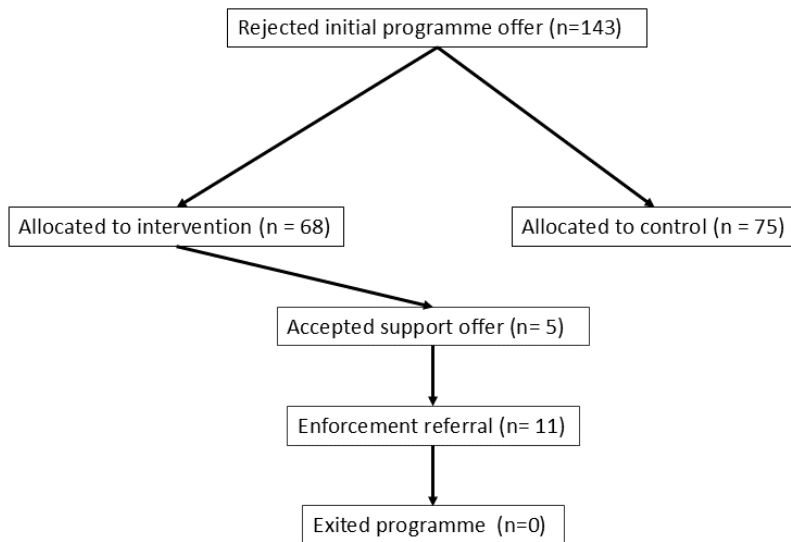 Rejected initial programme offer (n=143)
Allocated to intervention (n = 68)
Allocated to control (n = 75)
Accepted support offer (n= 5)
Enforcement referral (n= 11)
Exited programme (n=0)